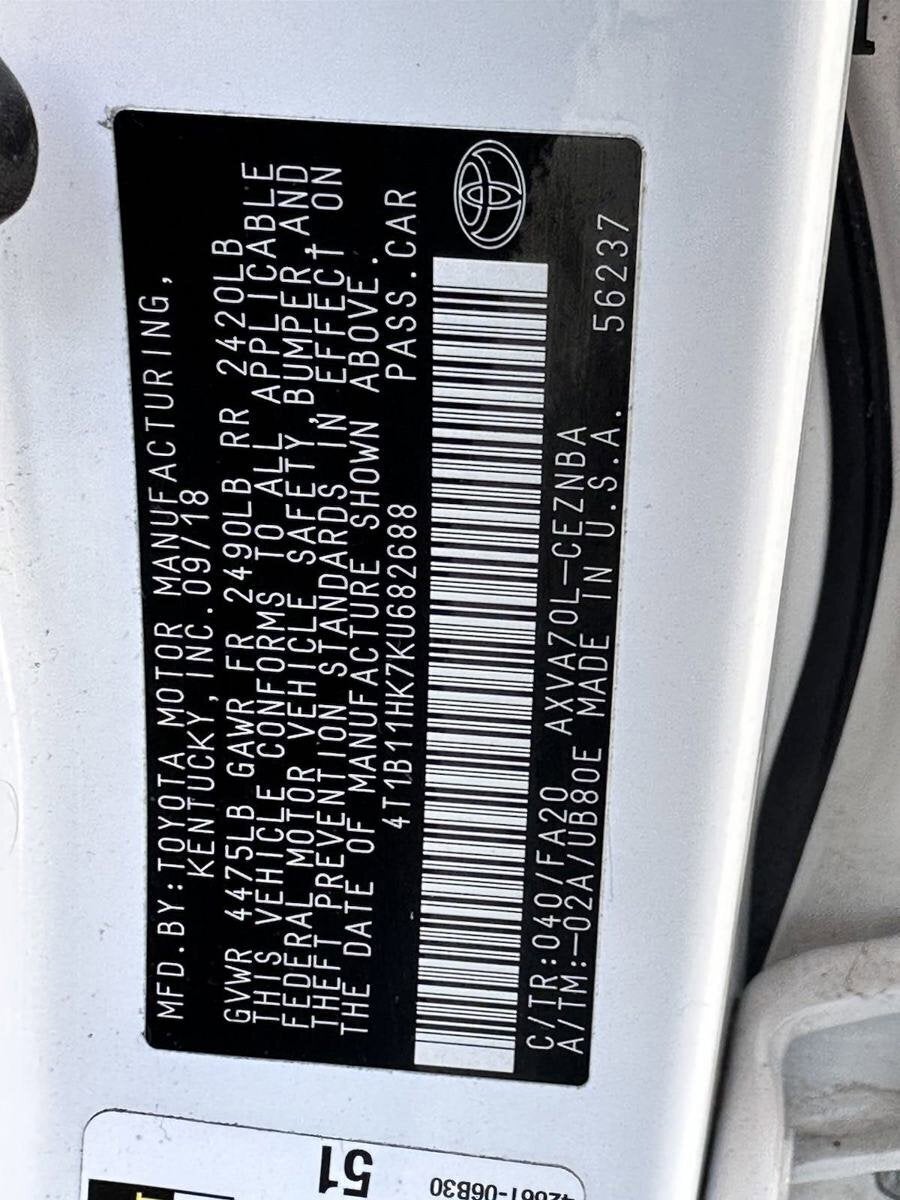 MFD.BY:TOYOTA MOTOR MANUFACTURING,
KENTUCKY,INC.09/18
GVWR 4475LB GAWR FR 2490LB RR 2420LB
THIS VEHICLE CONFORMS TO ALL APPLICABLE
FEDERAL MOTOR VEHICLE SAFETY,BUMPER,AND
THEFT PREVENTION STANDARDS IN EFFECT ON
THE DATE OF MANUFACTURE SHOWN ABOVE.
4T1B11HK7KU682688 PASS.CAR
C/TR:040/FA20 AXVA70L-CEZNBA 56237
A/TM:-02A/UB80E MADE IN U.S.A.
51